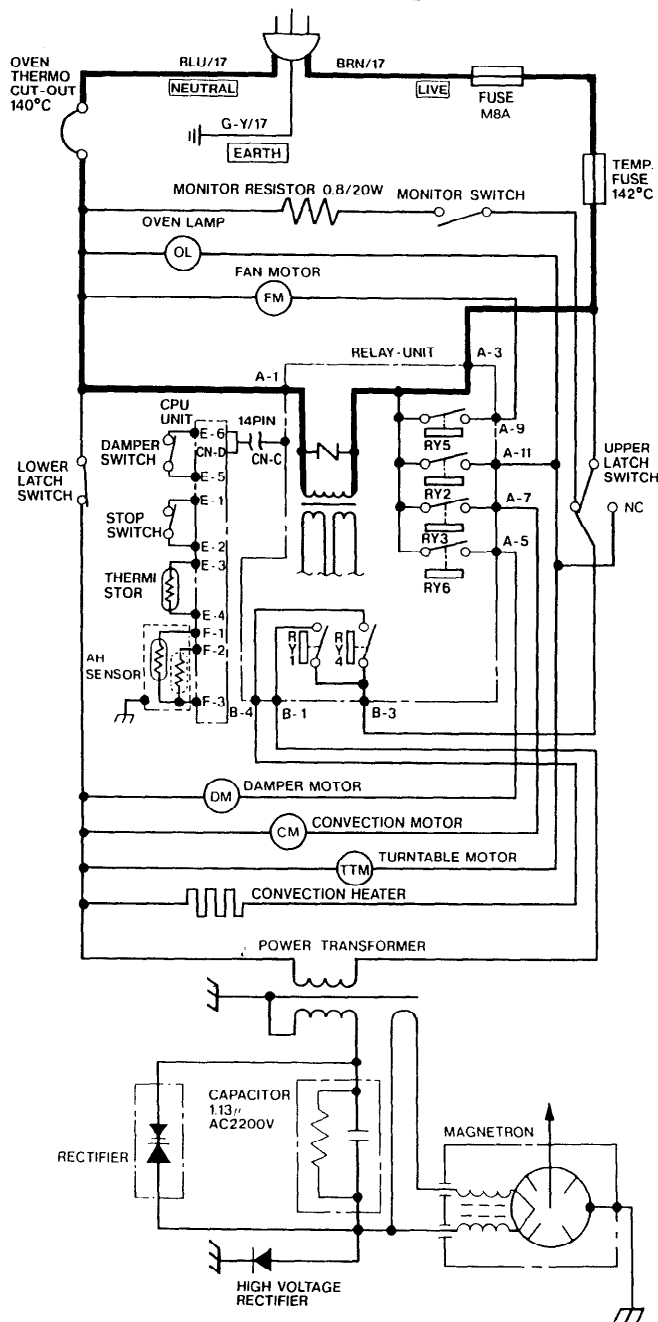 OVEN
THERMO
CUT-OUT
140°C
BLU/17
NEUTRAL
BRN/17
LIVE
FUSE
M8A
G-Y/17
EARTH
TEMP.
FUSE
142°C
MONITOR RESISTOR 0.8/20W
MONITOR SWITCH
OVEN LAMP
OL
FAN MOTOR
FM
RELAY-UNIT
A-3
A-1
CPU
UNIT
14PIN
E-6
CN-D
CN-C
DAMPER
SWITCH
E-5
RY5
A-9
A-11
RY2
A-7
RY3
A-5
RY6
UPPER
LATCH
SWITCH
NC
LOWER
LATCH
SWITCH
E-1
STOP
SWITCH
E-2
E-3
THERMI
STOR
E-4
F-1
F-2
AH
SENSOR
F-3
RY1
RY4
B-4
B-1
B-3
DM
DAMPER MOTOR
CM
CONVECTION MOTOR
TTM
TURNTABLE MOTOR
CONVECTION HEATER
POWER TRANSFORMER
CAPACITOR
1.13μ
AC2200V
RECTIFIER
MAGNETRON
HIGH VOLTAGE
RECTIFIER